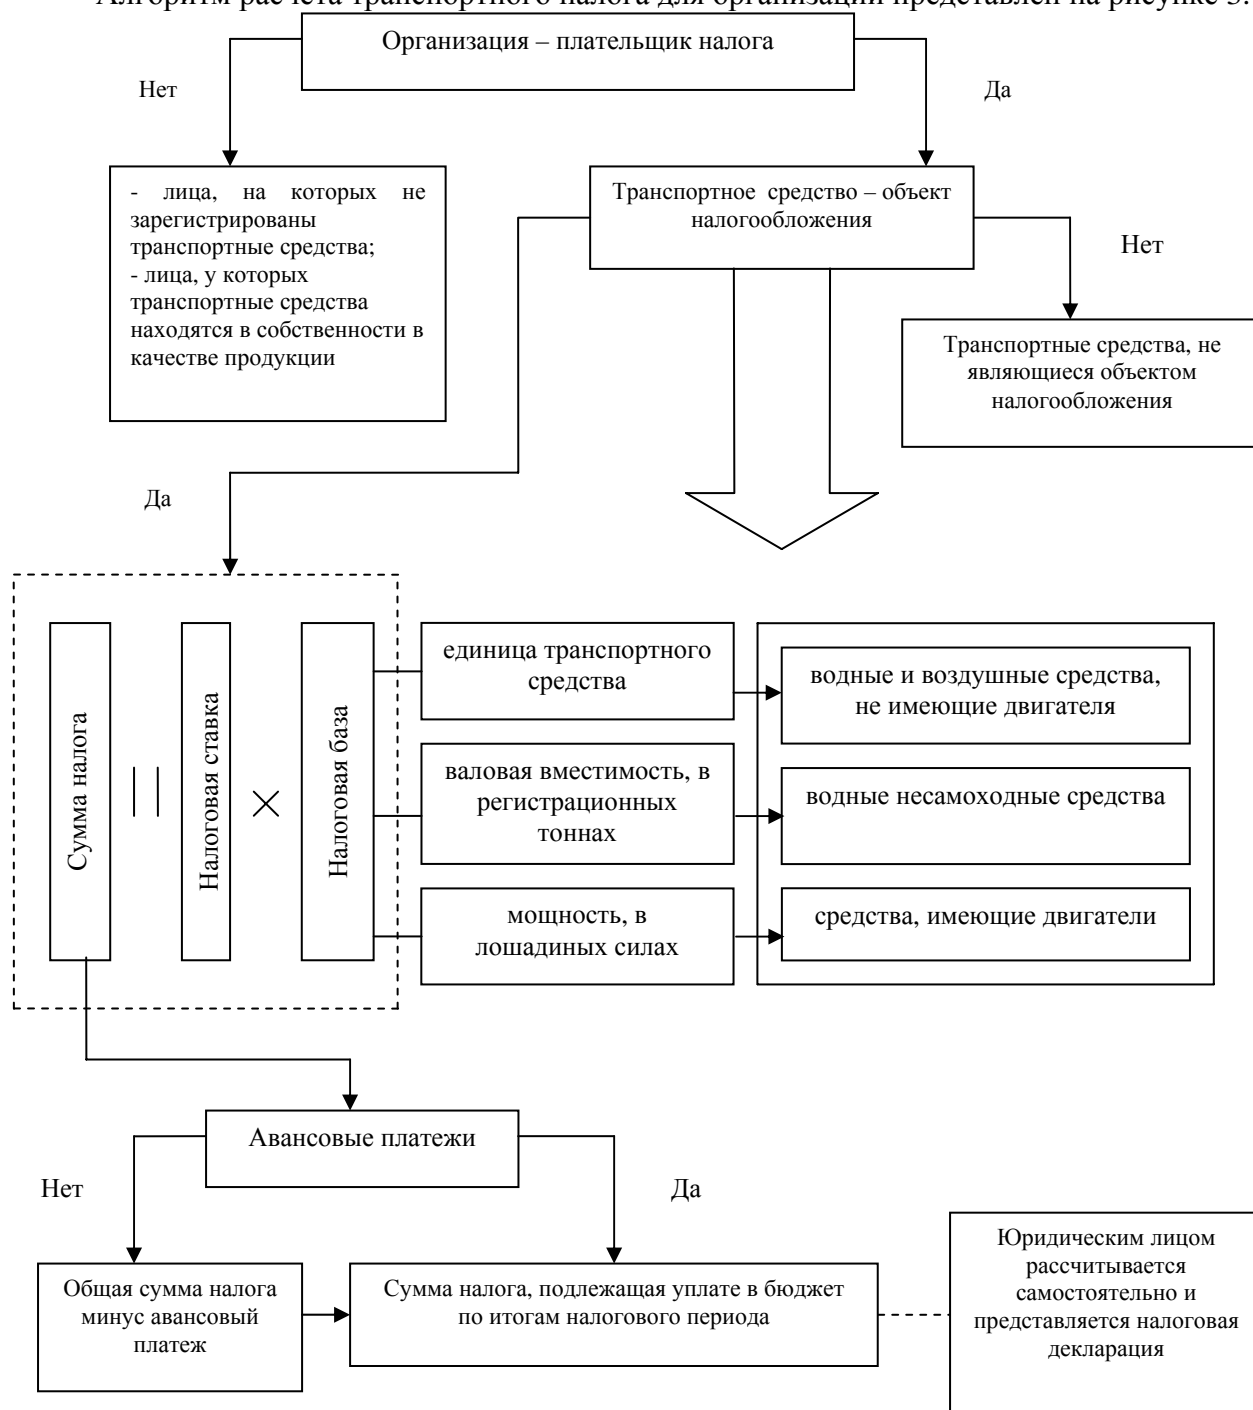 Алгоритм расчета транспортного налога для организаций представлен на рисунке 3.
Организация – плательщик налога
Нет
Да
- лица, на которых не
зарегистрированы
транспортные средства;
- лица, у которых
транспортные средства
находятся в собственности в
качестве продукции
Транспортное средство – объект
налогообложения
Нет
Транспортные средства, не
являющиеся объектом
налогообложения
Да
Сумма налога
=
Налоговая ставка
×
Налоговая база
единица транспортного
средства
водные и воздушные средства,
не имеющие двигателя
валовая вместимость, в
регистрационных
тоннах
водные несамоходные средства
мощность, в
лошадиных силах
средства, имеющие двигатели
Авансовые платежи
Нет
Да
Общая сумма налога
минус авансовый
платеж
Сумма налога, подлежащая уплате в бюджет
по итогам налогового периода
Юридическим лицом
рассчитывается
самостоятельно и
представляется налоговая
декларация